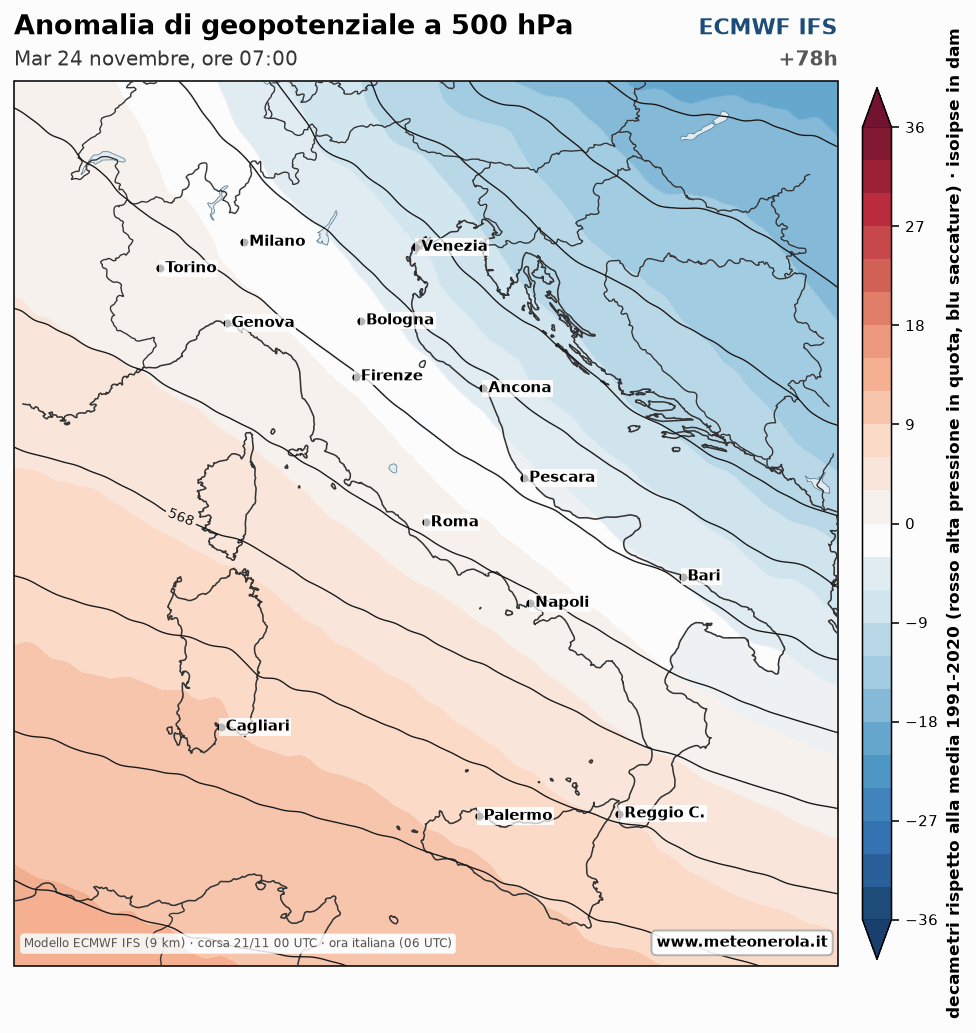 Anomalia di geopotenziale a 500 hPa
ECMWF IFS
Mar 24 novembre, ore 07:00
+78h
Milano
Venezia
Torino
Genova
Bologna
Firenze
Ancona
Pescara
568
Roma
Bari
Napoli
Cagliari
Palermo
Reggio C.
Modello ECMWF IFS (9 km) · corsa 21/11 00 UTC · ora italiana (06 UTC)
www.meteonerola.it
36
27
18
9
0
−9
−18
−27
−36
decametri rispetto alla media 1991-2020 (rosso alta pressione in quota, blu saccature) · isoipse in dam